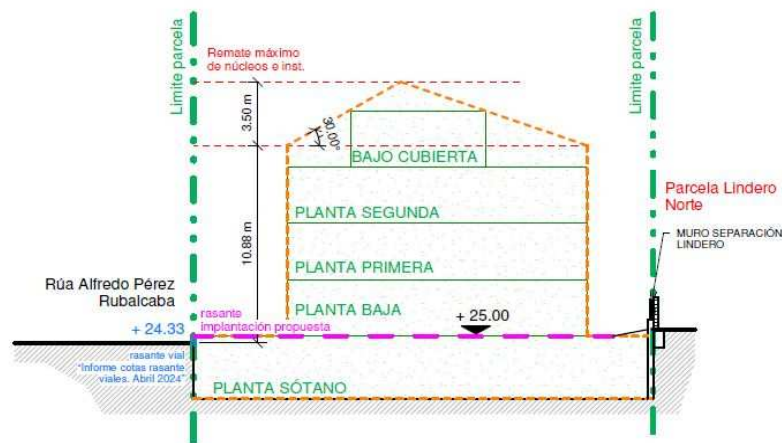 Límite parcela
Límite parcela
Remate máximo
de núcleos e inst.
3.50 m
30.00°
BAJO CUBIERTA
10.88 m
PLANTA SEGUNDA
Parcela Lindero
Norte
MURO SEPARACIÓN
LINDERO
PLANTA PRIMERA
Rúa Alfredo Pérez
Rubalcaba
PLANTA BAJA
+ 25.00
+ 24.33
rasante
implantación propuesta
rasante vial
"Informe cotas rasante
viales. Abril 2024"
PLANTA SÓTANO